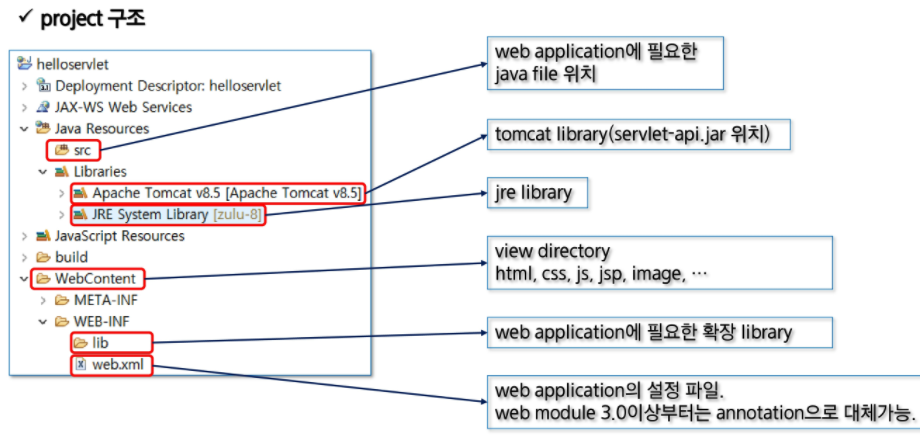 ✓ project 구조
helloservlet
Deployment Descriptor: helloservlet
JAX-WS Web Services
Java Resources
src
Libraries
Apache Tomcat v8.5 [Apache Tomcat v8.5]
JRE System Library [zulu-8]
JavaScript Resources
build
WebContent
META-INF
WEB-INF
lib
web.xml
web application에 필요한
java file 위치
tomcat library(servlet-api.jar 위치)
jre library
view directory
html, css, js, jsp, image, …
web application에 필요한 확장 library
web application의 설정 파일.
web module 3.0이상부터는 annotation으로 대체가능.